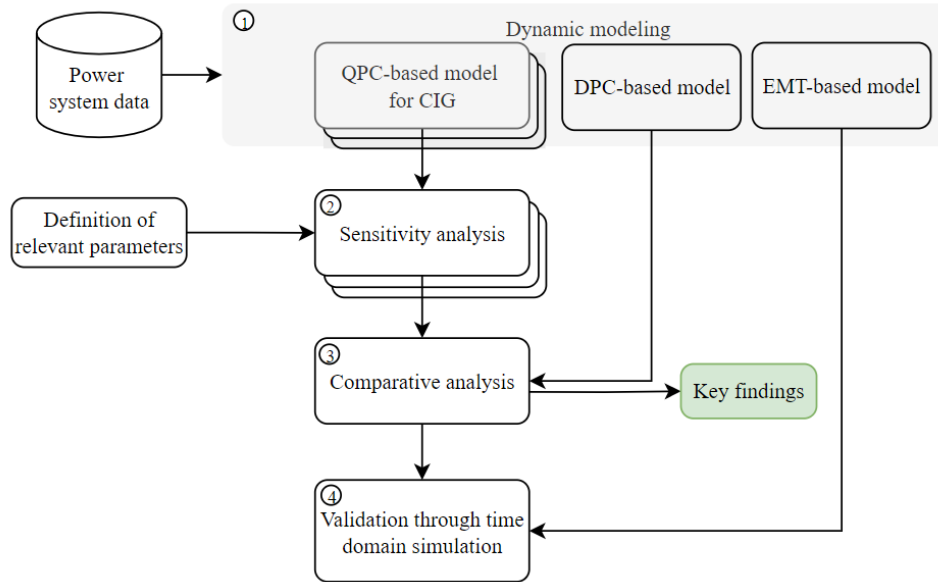 1
Dynamic modeling
Power
system data
QPC-based model
for CIG
DPC-based model
EMT-based model
Definition of
relevant parameters
2
Sensitivity analysis
3
Comparative analysis
Key findings
4
Validation through time
domain simulation